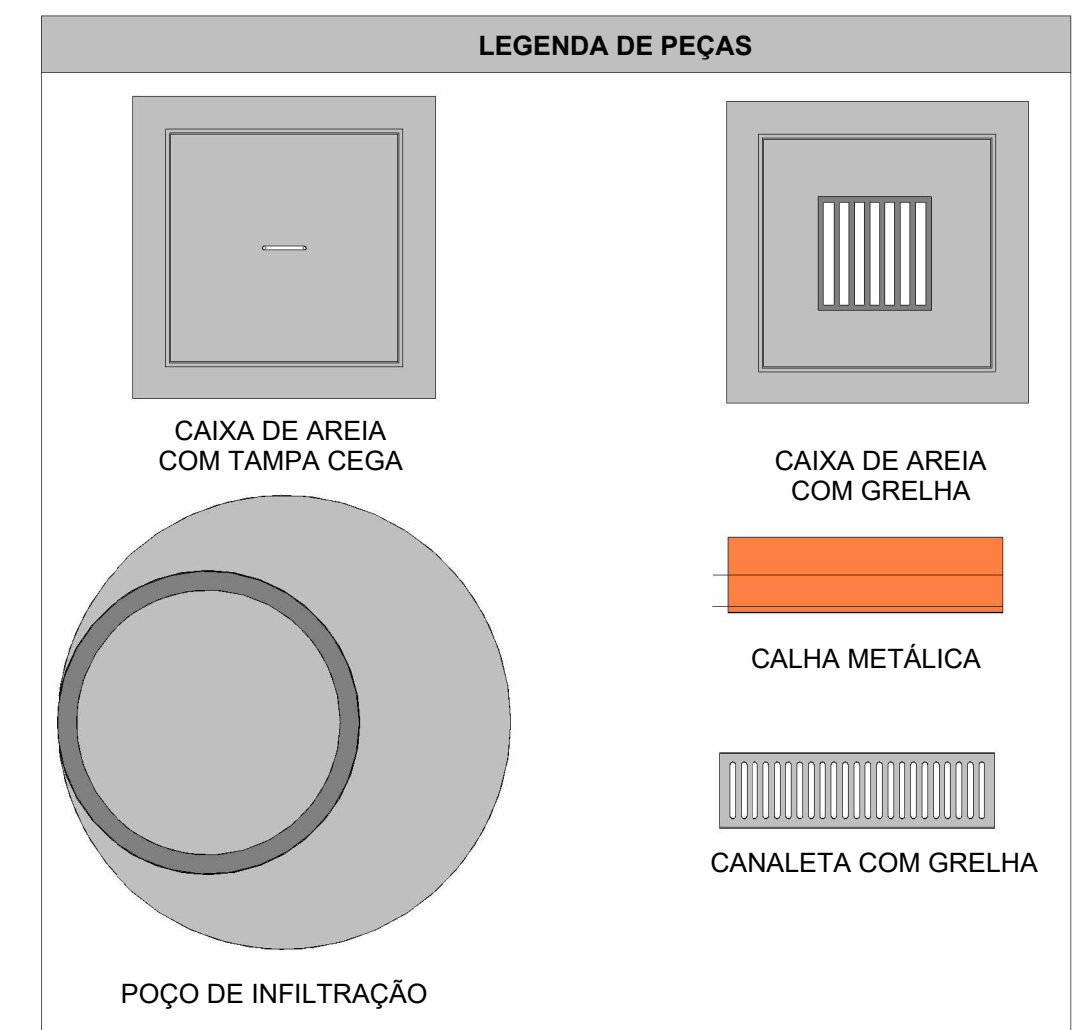 LEGENDA DE PEÇAS
CAIXA DE AREIA
COM TAMPA CEGA
CAIXA DE AREIA
COM GRELHA
CALHA METÁLICA
CANALETA COM GRELHA
POÇO DE INFILTRAÇÃO